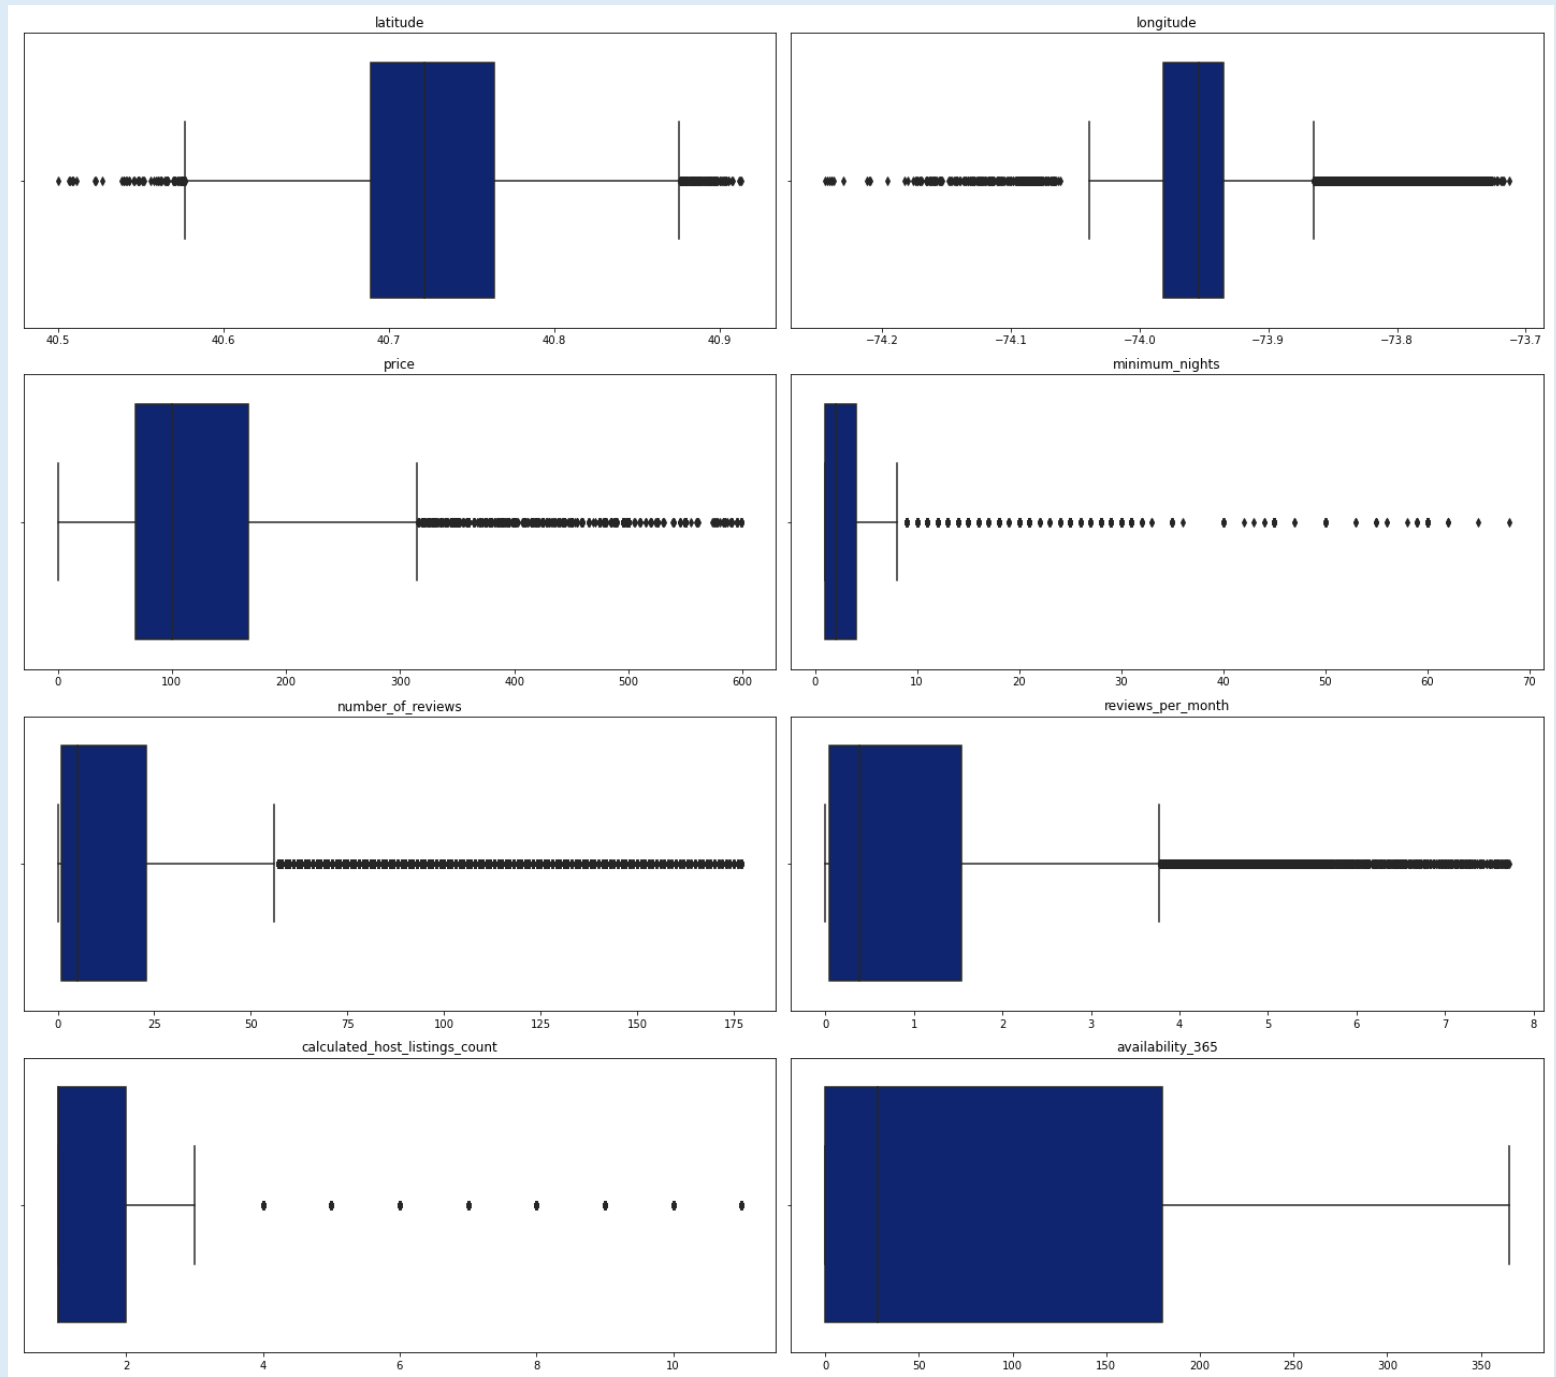 latitude
40.5 40.6 40.7 40.8 40.9
longitude
−74.2 −74.1 −74.0 −73.9 −73.8 −73.7
price
0 100 200 300 400 500 600
minimum_nights
0 10 20 30 40 50 60 70
number_of_reviews
0 25 50 75 100 125 150 175
reviews_per_month
0 1 2 3 4 5 6 7 8
calculated_host_listings_count
2 4 6 8 10
availability_365
0 50 100 150 200 250 300 350